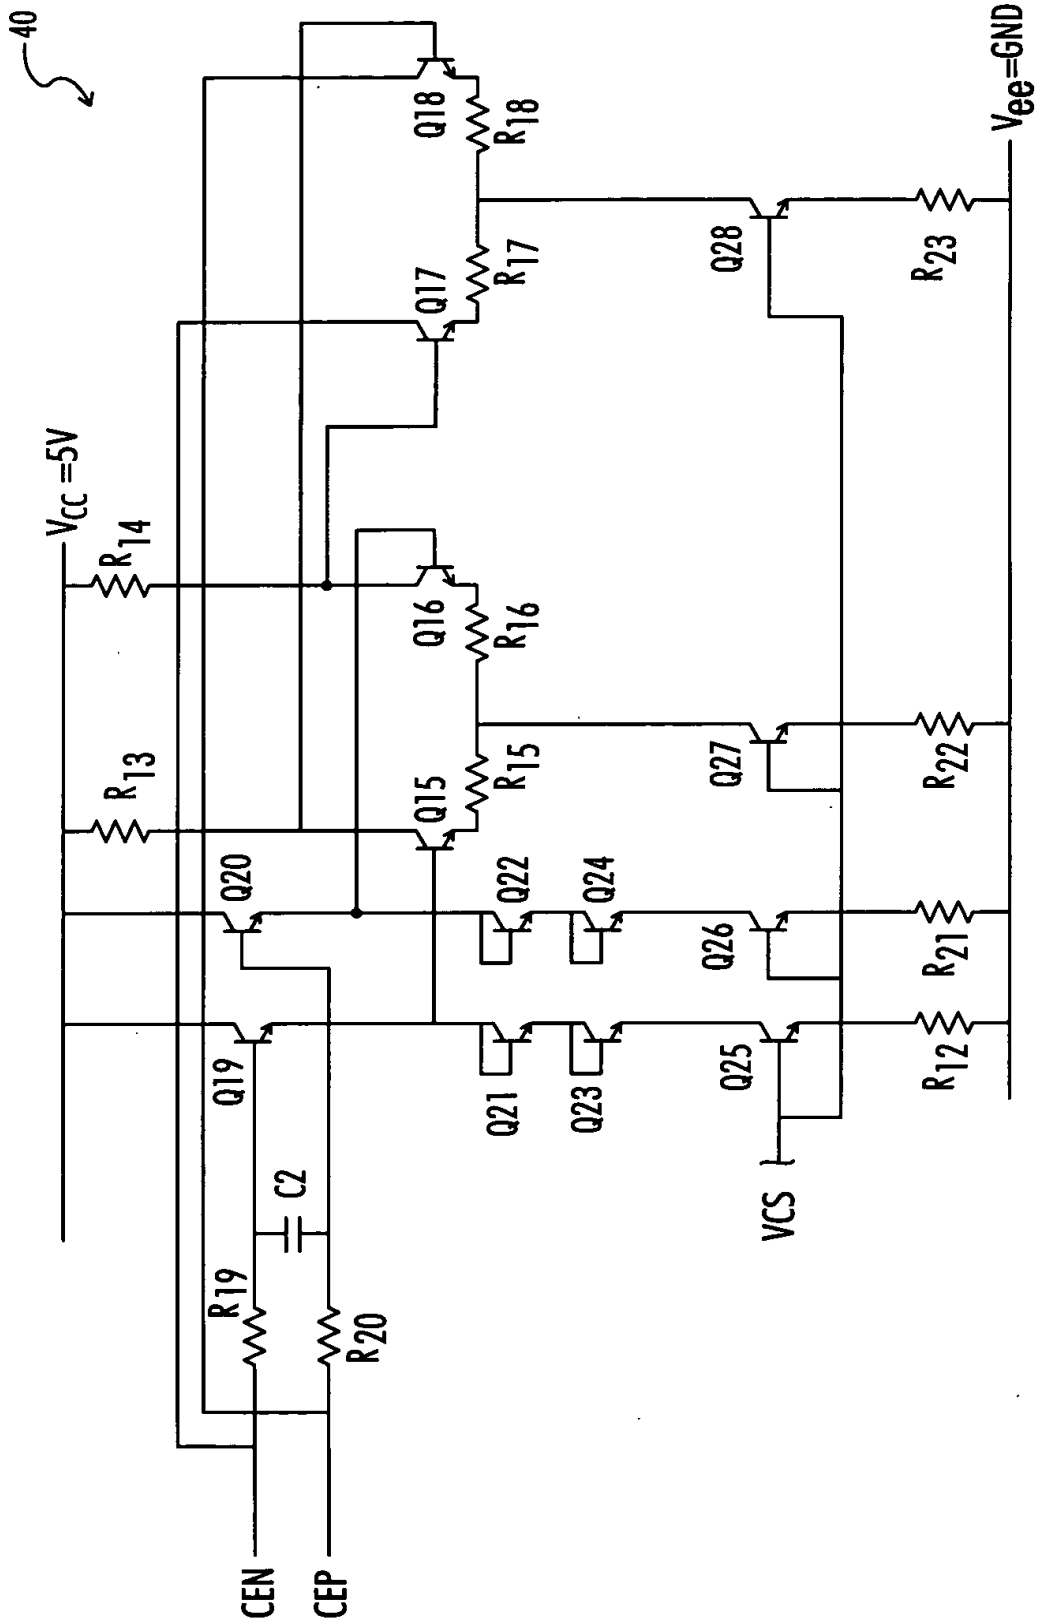 40
V_CC=5V
R14
R13
Q20
Q19
R19
C2
R20
CEN
CEP
Q18
R18
Q17
R17
Q16
R16
Q15
R15
Q22
Q24
Q21
Q23
Q28
Q27
Q26
Q25
VCS
R23
R22
R21
R12
Vee=GND